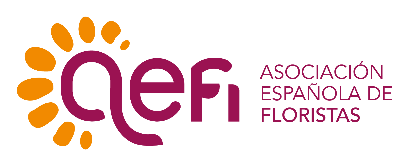 aefi
ASOCIACIÓN
ESPAÑOLA DE
FLORISTAS